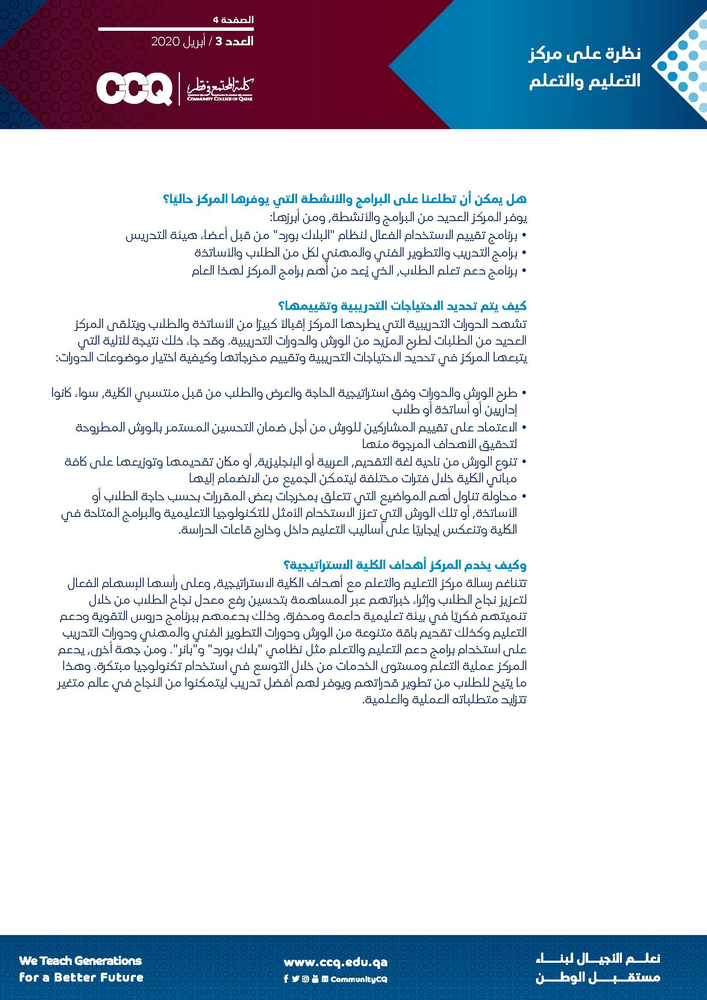 الصفحة 4
العدد 3 / أبريل 2020
CCQ
كلية المجتمع في قطر
COMMUNITY COLLEGE OF QATAR
نظرة على مركز
التعليم والتعلم
هل يمكن أن تطلعنا على البرامج والأنشطة التي يوفرها المركز حاليًا؟
يوفر المركز العديد من البرامج والأنشطة, ومن أبرزها:
• برنامج تقييم الاستخدام الفعال لنظام "البلاك بورد" من قبل أعضاء هيئة التدريس
• برامج التدريب والتطوير الفني والمهني لكل من الطلاب والأساتذة
• برنامج دعم تعلم الطلاب, الذي يُعد من أهم برامج المركز لهذا العام
كيف يتم تحديد الاحتياجات التدريبية وتقييمها؟
تشهد الدورات التدريبية التي يطرحها المركز إقبالاً كبيرًا من الأساتذة والطلاب ويتلقى المركز
العديد من الطلبات لطرح المزيد من الورش والدورات التدريبية. وقد جاء ذلك نتيجة للآلية التي
يتبعها المركز في تحديد الاحتياجات التدريبية وتقييم مخرجاتها وكيفية اختيار موضوعات الدورات:
• طرح الورش والدورات وفق استراتيجية الحاجة والعرض والطلب من قبل منتسبي الكلية, سواء كانوا
إداريين أو أساتذة أو طلاب
• الاعتماد على تقييم المشاركين للورش من أجل ضمان التحسين المستمر بالورش المطروحة
لتحقيق الأهداف المرجوة منها
• تنوع الورش من ناحية لغة التقديم, العربية أو الإنجليزية, أو مكان تقديمها وتوزيعها على كافة
مباني الكلية خلال فترات مختلفة ليتمكن الجميع من الانضمام إليها
• محاولة تناول أهم المواضيع التي تتعلق بمخرجات بعض المقررات بحسب حاجة الطلاب أو
الأساتذة, أو تلك الورش التي تعزز الاستخدام الأمثل للتكنولوجيا التعليمية والبرامج المتاحة في
الكلية وتنعكس إيجابيًا على أساليب التعليم داخل وخارج قاعات الدراسة.
وكيف يخدم المركز أهداف الكلية الاستراتيجية؟
تتناغم رسالة مركز التعليم والتعلم مع أهداف الكلية الاستراتيجية, وعلى رأسها الإسهام الفعال
لتعزيز نجاح الطلاب وإثراء خبراتهم عبر المساهمة بتحسين رفع معدل نجاح الطلاب من خلال
تنميتهم فكريًا في بيئة تعليمية داعمة ومحفزة. وذلك بدعمهم ببرنامج دروس التقوية ودعم
التعليم وكذلك تقديم باقة متنوعة من الورش ودورات التطوير الفني والمهني ودورات التدريب
على استخدام برامج دعم التعليم والتعلم مثل نظامي "بلاك بورد" و"بانر". ومن جهة أخرى, يدعم
المركز عملية التعلم ومستوى الخدمات من خلال التوسع في استخدام تكنولوجيا مبتكرة. وهذا
ما يتيح للطلاب من تطوير قدراتهم ويوفر لهم أفضل تدريب ليتمكنوا من النجاح في عالم متغير
تتزايد متطلباته العملية والعلمية.
نعلـــم الأجيـــال لبنـــاء
مستقـــبـــل الوطـــن
www.ccq.edu.qa
CommunityCQ
We Teach Generations
for a Better Future